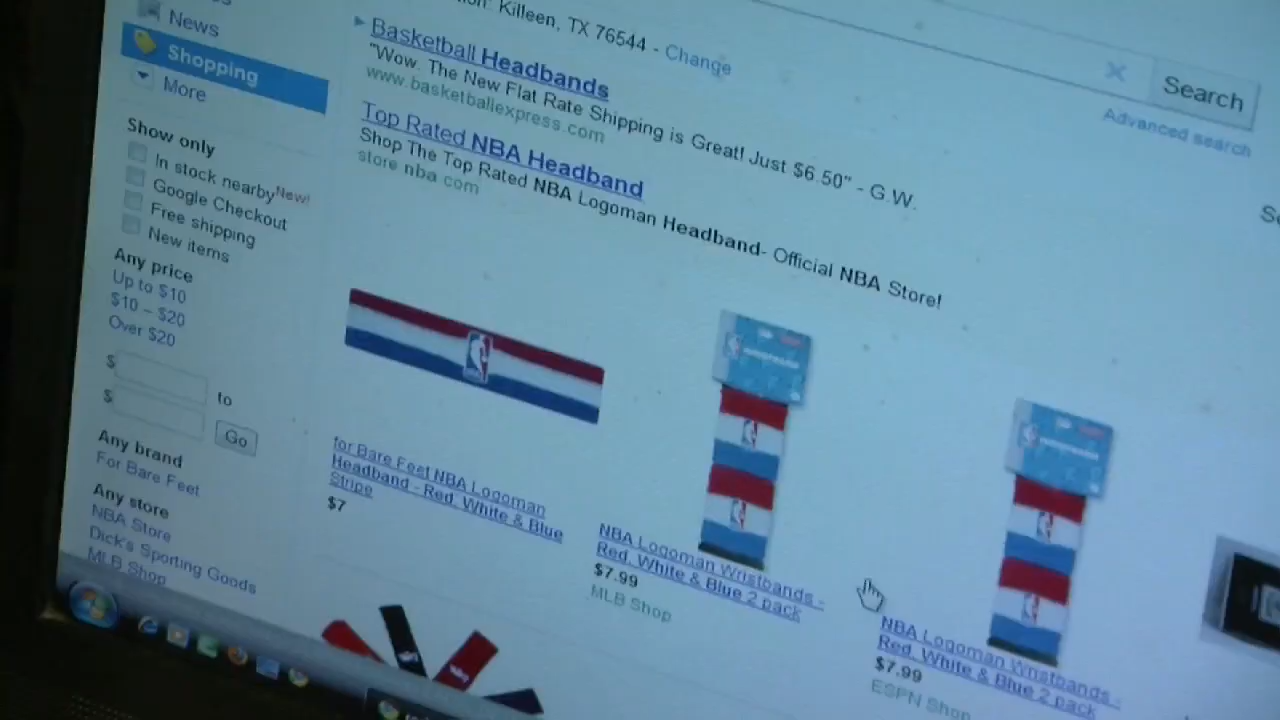 News
Shopping
More
Show only
In stock nearby New!
Google Checkout
Free shipping
New items
Any price
Up to $10
$10 – $20
Over $20
$
to
$
Go
Any brand
For Bare Feet
Any store
NBA Store
Dick's Sporting Goods
MLB Shop
Killeen, TX 76544 - Change
Search
Advanced search
Basketball Headbands
"Wow. The New Flat Rate Shipping is Great! Just $6.50" - G.W.
www.basketballexpress.com
Top Rated NBA Headband
Shop The Top Rated NBA Logoman Headband- Official NBA Store!
store.nba.com
for Bare Feet NBA Logoman
Headband - Red, White & Blue
Stripe
$7
NBA Logoman Wristbands -
Red, White & Blue 2 pack
$7.99
MLB Shop
NBA Logoman Wristbands -
Red, White & Blue 2 pack
$7.99
ESPN Shop